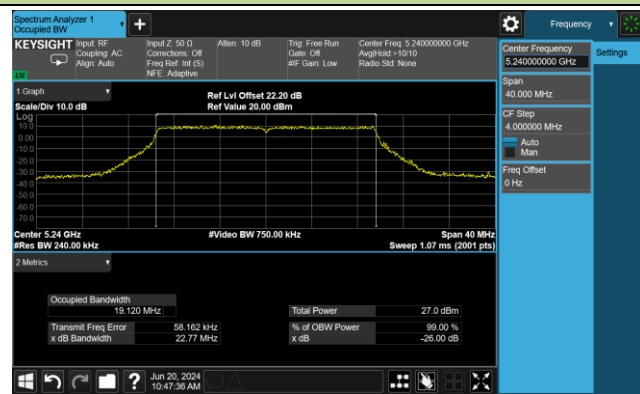 Spectrum Analyzer 1
Occupied BW
Frequency
KEYSIGHT
Input: RF
Coupling: AC
Align: Auto
Input Z: 50 Ω
Corrections: Off
Freq Ref: Int (S)
NFE: Adaptive
Atten: 10 dB
Trig: Free Run
Gate: Off
#IF Gain: Low
Center Freq: 5.240000000 GHz
Avg|Hold:>10/10
Radio Std: None
Center Frequency
5.240000000 GHz
Settings
Span
40.000 MHz
CF Step
4.000000 MHz
Auto
Man
Freq Offset
0 Hz
1 Graph
Scale/Div 10.0 dB
Ref Lvl Offset 22.20 dB
Ref Value 20.00 dBm
Log
10.0
0.00
-10.0
-20.0
-30.0
-40.0
-50.0
-60.0
-70.0
Center 5.24 GHz
#Res BW 240.00 kHz
#Video BW 750.00 kHz
Span 40 MHz
Sweep 1.07 ms (2001 pts)
2 Metrics
Occupied Bandwidth
19.120 MHz
Total Power 27.0 dBm
Transmit Freq Error 58.162 kHz
% of OBW Power 99.00 %
x dB Bandwidth 22.77 MHz
x dB -26.00 dB
?
Jun 20, 2024
10:47:36 AM